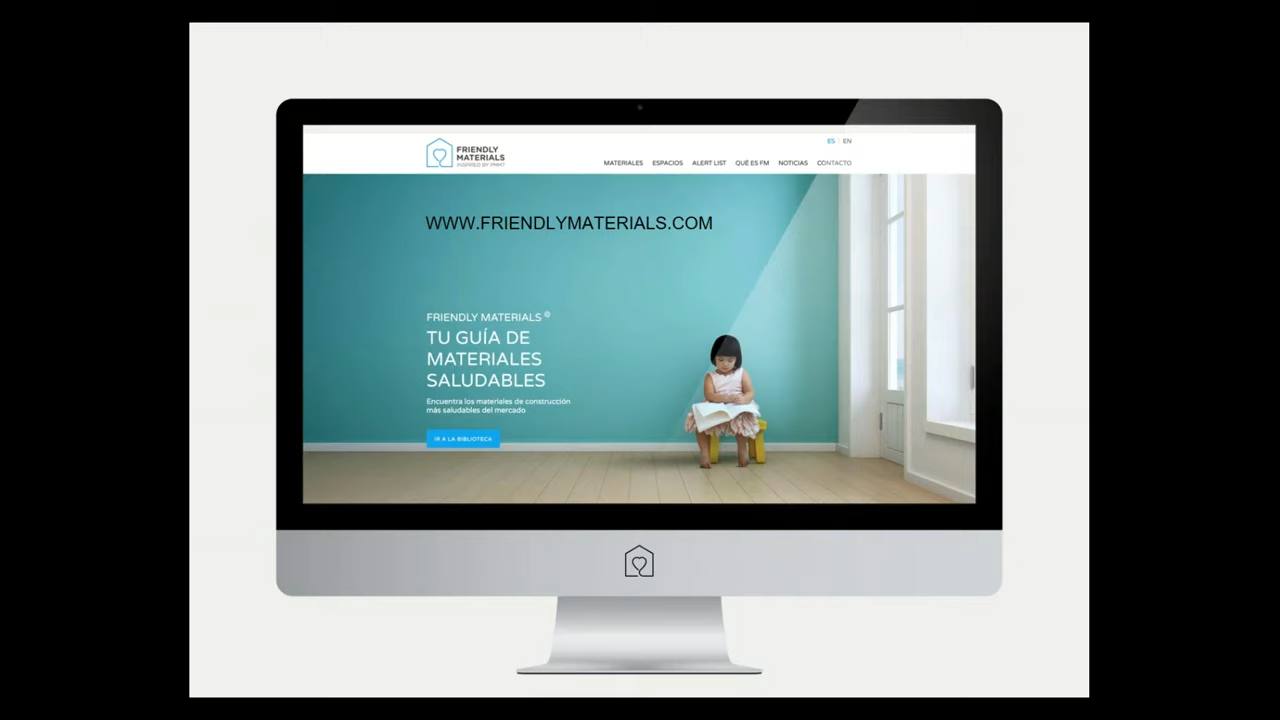 FRIENDLY
MATERIALS
INSPIRED BY PMMT
ES EN
MATERIALES ESPACIOS ALERT LIST QUÉ ES FM NOTICIAS CONTACTO
WWW.FRIENDLYMATERIALS.COM
FRIENDLY MATERIALS ©
TU GUÍA DE
MATERIALES
SALUDABLES
Encuentra los materiales de construcción
más saludables del mercado
IR A LA BIBLIOTECA